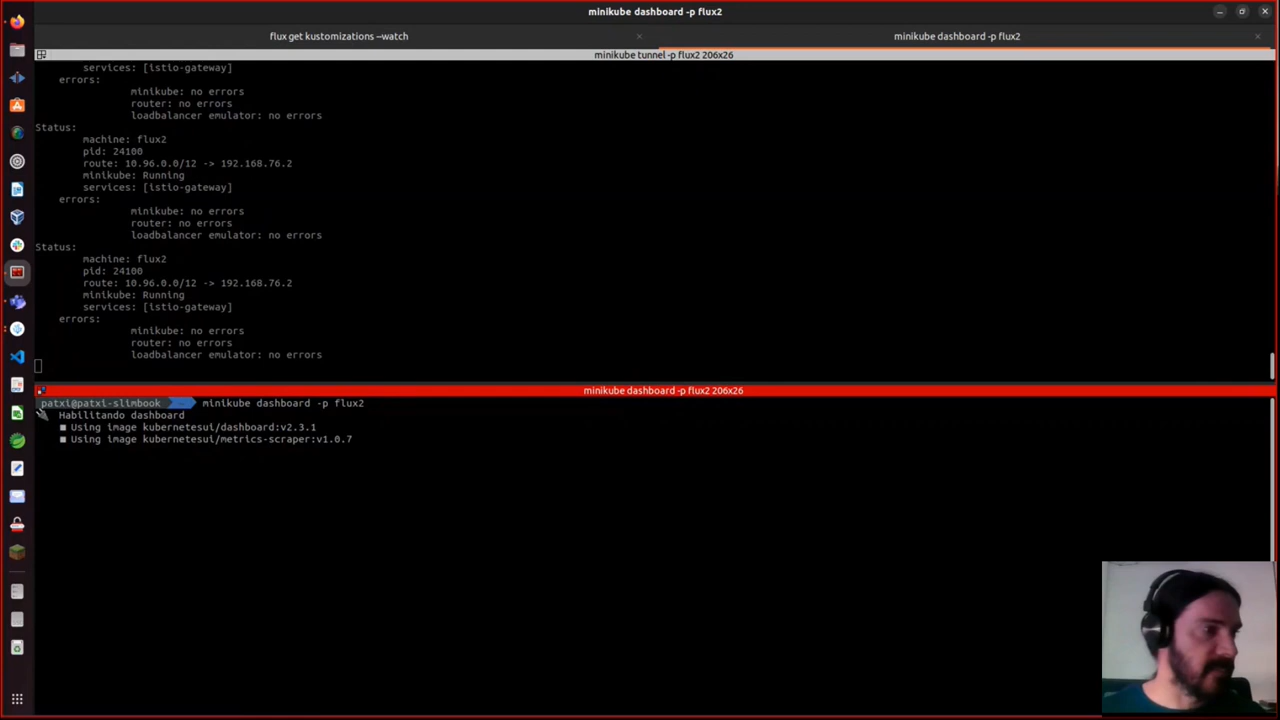 minikube dashboard -p flux2
flux get kustomizations --watch
minikube dashboard -p flux2
minikube tunnel -p flux2 206x26
services: [istio-gateway]
errors:
minikube: no errors
router: no errors
loadbalancer emulator: no errors
Status:
machine: flux2
pid: 24100
route: 10.96.0.0/12 -> 192.168.76.2
minikube: Running
services: [istio-gateway]
errors:
minikube: no errors
router: no errors
loadbalancer emulator: no errors
Status:
machine: flux2
pid: 24100
route: 10.96.0.0/12 -> 192.168.76.2
minikube: Running
services: [istio-gateway]
errors:
minikube: no errors
router: no errors
loadbalancer emulator: no errors
minikube dashboard -p flux2 206x26
patxi@patxi-slimbook ~ minikube dashboard -p flux2
Habilitando dashboard
■ Using image kubernetesui/dashboard:v2.3.1
■ Using image kubernetesui/metrics-scraper:v1.0.7